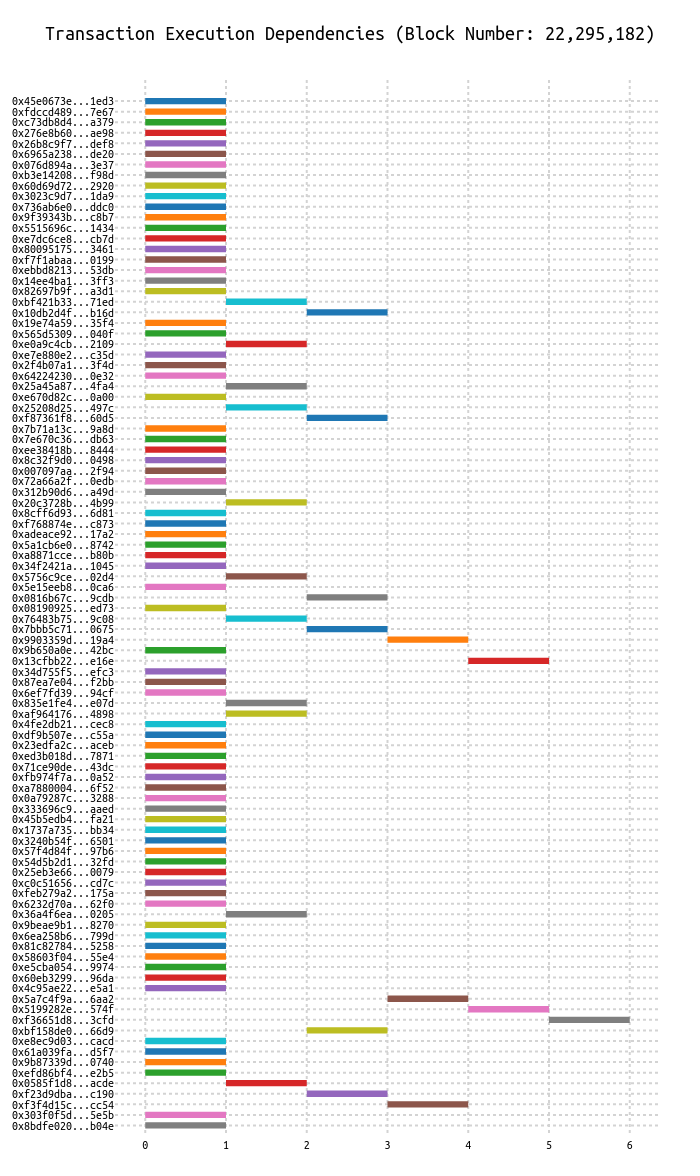 Transaction Execution Dependencies (Block Number: 22,295,182)
0x45e0673e...1ed3
0xfdccd489...7e67
0xc73db8d4...a379
0x276e8b60...ae98
0x26b8c9f7...def8
0x6965a238...de20
0x076d894a...3e37
0xb3e14208...f98d
0x60d69d72...2920
0x3023c9d7...1da9
0x736ab6e0...ddc0
0x9f39343b...c8b7
0x5515696c...1434
0xe7dc6ce8...cb7d
0x80095175...3461
0xf7f1abaa...0199
0xebbd8213...53db
0x14ee4ba1...3ff3
0x82697b9f...a3d1
0xbf421b33...71ed
0x10db2d4f...b16d
0x19e74a59...35f4
0x565d5309...040f
0xe0a9c4cb...2109
0xe7e880e2...c35d
0x2f4b07a1...3f4d
0x64224230...0e32
0x25a45a87...4fa4
0xe670d82c...0a00
0x25208d25...497c
0xf87361f8...60d5
0x7b71a13c...9a8d
0x7e670c36...db63
0xee38418b...8444
0x8c32f9d0...0498
0x007097aa...2f94
0x72a66a2f...0edb
0x312b90d6...a49d
0x20c3728b...4b99
0x8cff6d93...6d81
0xf768874e...c873
0xadeace92...17a2
0x5a1cb6e0...8742
0xa8871cce...b80b
0x34f2421a...1045
0x5756c9ce...02d4
0x5e15eeb8...0ca6
0x0816b67c...9cdb
0x08190925...ed73
0x76483b75...9c08
0x7bbb5c71...0675
0x9903359d...19a4
0x9b650a0e...42bc
0x13cfbb22...e16e
0x34d755f5...efc3
0x87ea7e04...f2bb
0x6ef7fd39...94cf
0x835e1fe4...e07d
0xaf964176...4898
0x4fe2db21...cec8
0xdf9b507e...c55a
0x23edfa2c...aceb
0xed3b018d...7871
0x71ce90de...43dc
0xfb974f7a...0a52
0xa7880004...6f52
0x0a79287c...3288
0x333696c9...aaed
0x45b5edb4...fa21
0x1737a735...bb34
0x3240b54f...6501
0x57f4d84f...97b6
0x54d5b2d1...32fd
0x25eb3e66...0079
0xc0c51656...cd7c
0xfeb279a2...175a
0x6232d70a...62f0
0x36a4f6ea...0205
0x9beae9b1...8270
0x6ea258b6...799d
0x81c82784...5258
0x58603f04...55e4
0xe5cba054...9974
0x60eb3299...96da
0x4c95ae22...e5a1
0x5a7c4f9a...6aa2
0x5199282e...574f
0xf36651d8...3cfd
0xbf158de0...66d9
0xe8ec9d03...cacd
0x61a039fa...d5f7
0x9b87339d...0740
0xefd86bf4...e2b5
0x0585f1d8...acde
0xf23d9dba...c190
0xf3f4d15c...cc54
0x303f0f5d...5e5b
0x8bdfe020...b04e
0 1 2 3 4 5 6